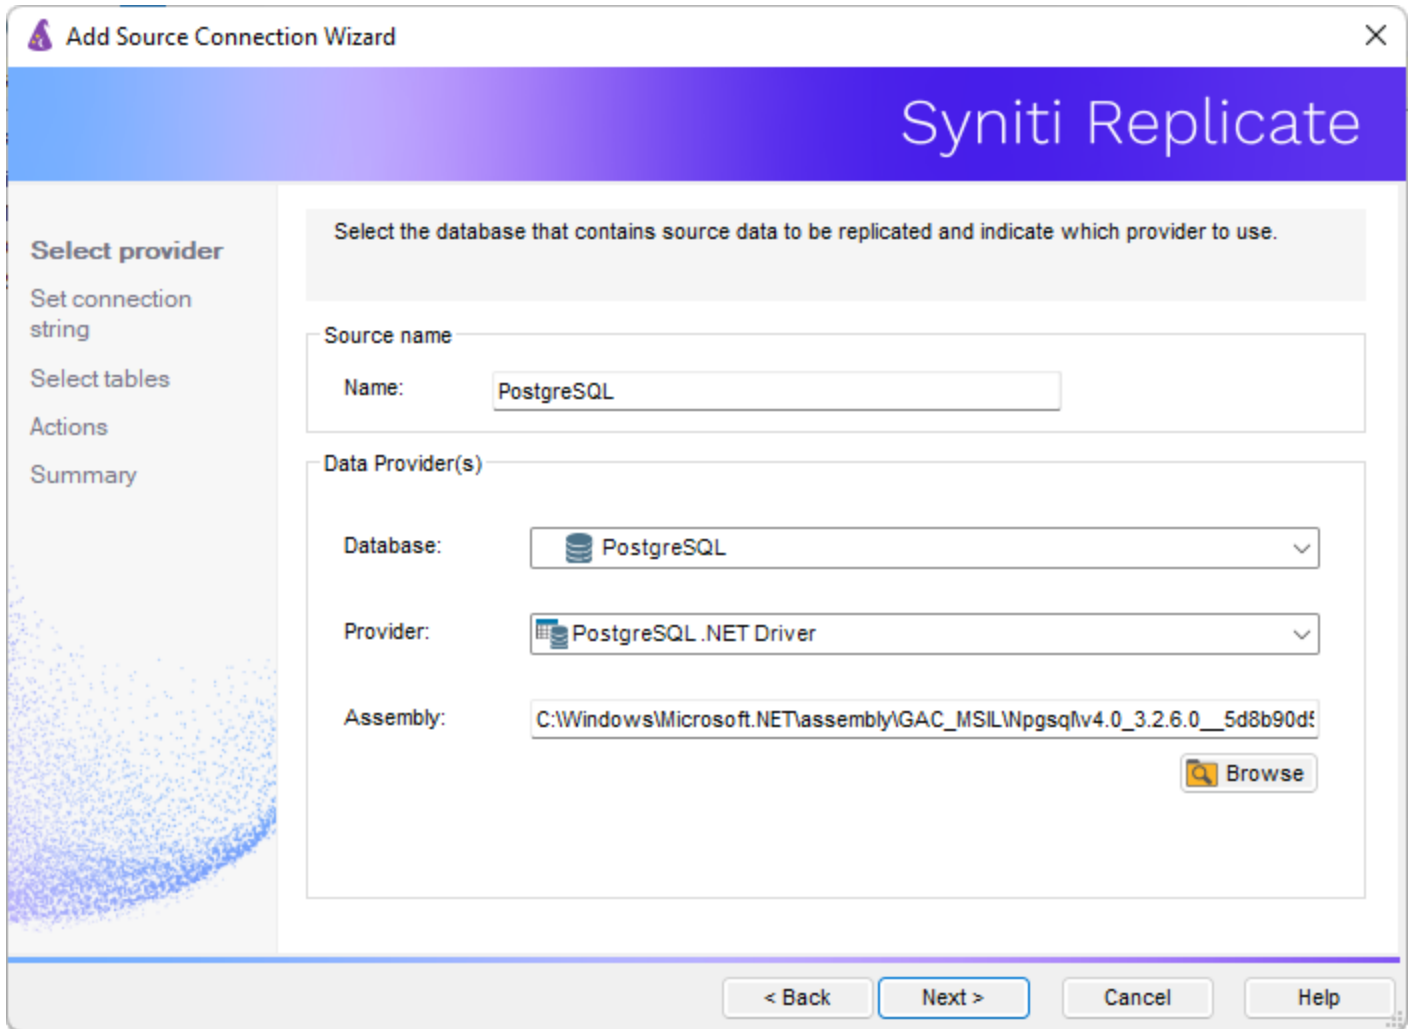 Add Source Connection Wizard
Syniti Replicate
Select provider
Set connection
string
Select tables
Actions
Summary
Select the database that contains source data to be replicated and indicate which provider to use.
Source name
Name:
PostgreSQL
Data Provider(s)
Database:
PostgreSQL
Provider:
PostgreSQL .NET Driver
Assembly:
C:\Windows\Microsoft.NET\assembly\GAC_MSIL\Npgsql\v4.0_3.2.6.0__5d8b90d5
Browse
< Back
Next >
Cancel
Help